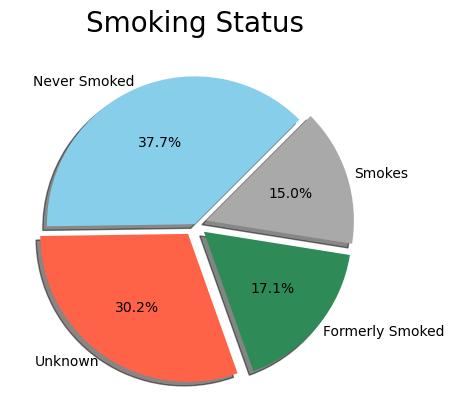 Smoking Status
Never Smoked
37.7%
Smokes
15.0%
17.1%
30.2%
Formerly Smoked
Unknown